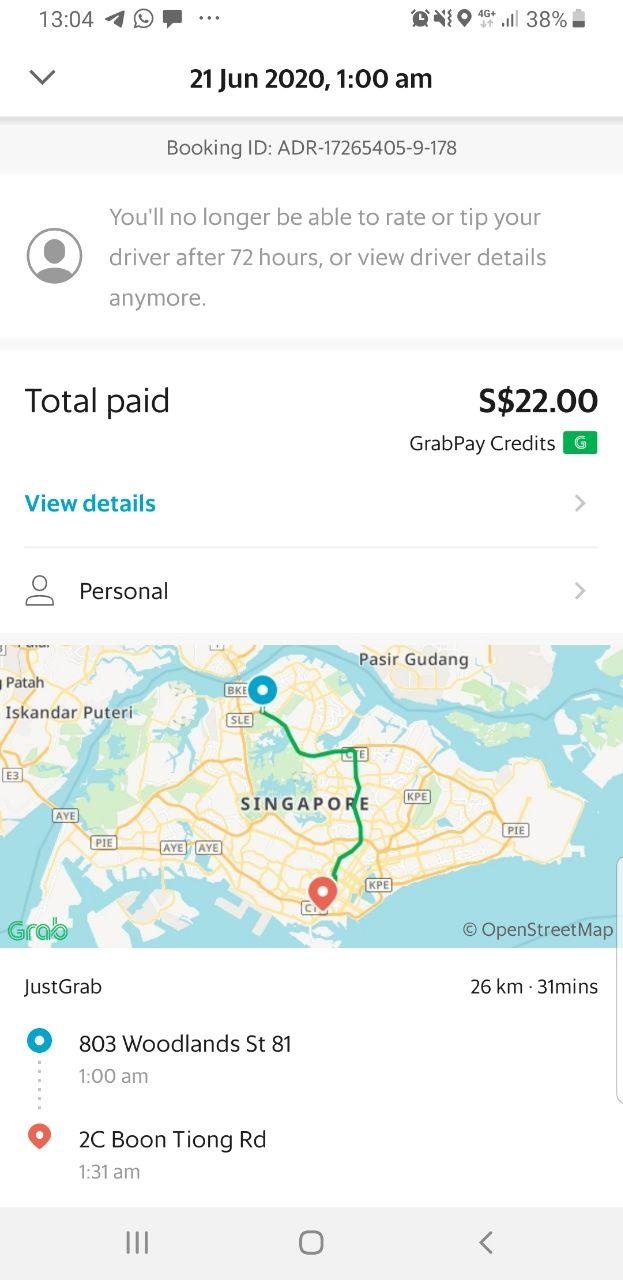 13:04 ... 4G+ 38%
21 Jun 2020, 1:00 am
Booking ID: ADR-17265405-9-178
You'll no longer be able to rate or tip your
driver after 72 hours, or view driver details
anymore.
Total paid S$22.00
GrabPay Credits G
View details
Personal
Pasir Gudang
Patah
BKE
Iskandar Puteri
SLE
CTE
E3
SINGAPORE
KPE
AYE
PIE
PIE
AYE
AYE
KPE
Grab
© OpenStreetMap
JustGrab 26 km · 31mins
803 Woodlands St 81
1:00 am
2C Boon Tiong Rd
1:31 am